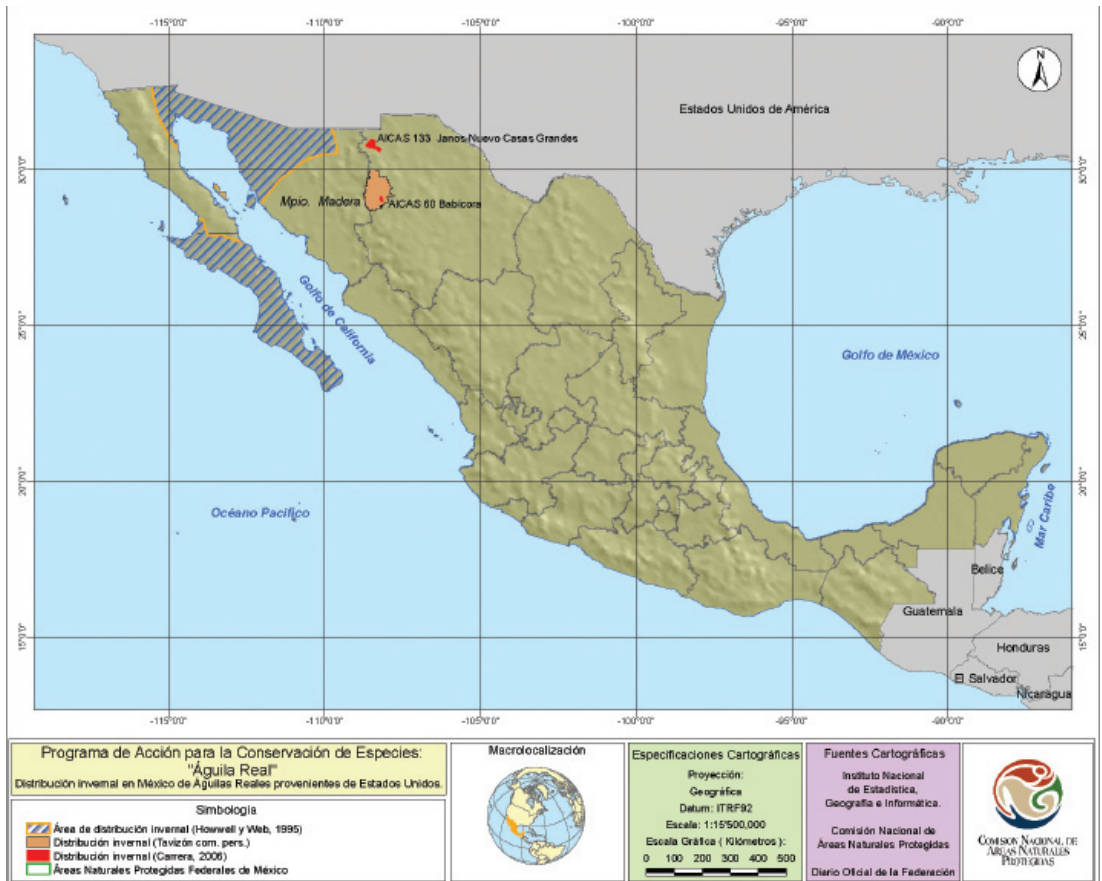 -115°0'0" -110°0'0" -105°0'0" -100°0'0" -95°0'0" -90°0'0"
N
Estados Unidos de América
AICAS 133 Janos-Nuevo Casas Grandes
30°0'0" 30°0'0"
Mpio. Madera
AICAS 60 Babicora
Golfo de California
25°0'0" 25°0'0"
Golfo de México
20°0'0" 20°0'0"
Océano Pacifico
Mar Caribe
Belice
Guatemala
15°0'0" 15°0'0"
Honduras
El Salvador
Nicaragua
-115°0'0" -110°0'0" -105°0'0" -100°0'0" -95°0'0" -90°0'0"
Programa de Acción para la Conservación de Especies:
"Águila Real"
Distribución invernal en México de Águilas Reales provenientes de Estados Unidos.
Simbología
Área de distribución invernal (Howwell y Web, 1995)
Distribución invernal (Tavizón com. pers.)
Distribución invernal (Carrera, 2006)
Áreas Naturales Protegidas Federales de México
Macrolocalización
Especificaciones Cartográficas
Proyección:
Geográfica
Datum: ITRF92
Escala: 1:15'500,000
Escala Gráfica ( Kilómetros ):
0 100 200 300 400 500
Fuentes Cartográficas
Instituto Nacional
de Estadística,
Geografía e Informática.
Comisión Nacional de
Áreas Naturales Protegidas
Diario Oficial de la Federación
COMISIÓN NACIONAL DE
ÁREAS NATURALES
PROTEGIDAS